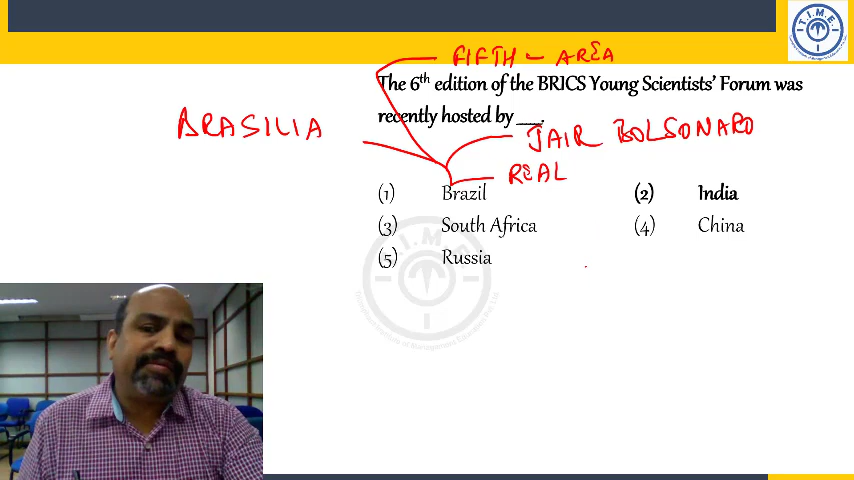 T.I.M.E.
FIFTH - AREA
The 6th edition of the BRICS Young Scientists' Forum was
recently hosted by ___.
BRASILIA
JAIR BOLSONARO
REAL
(1) Brazil (2) India
(3) South Africa (4) China
(5) Russia
T.I.M.E.